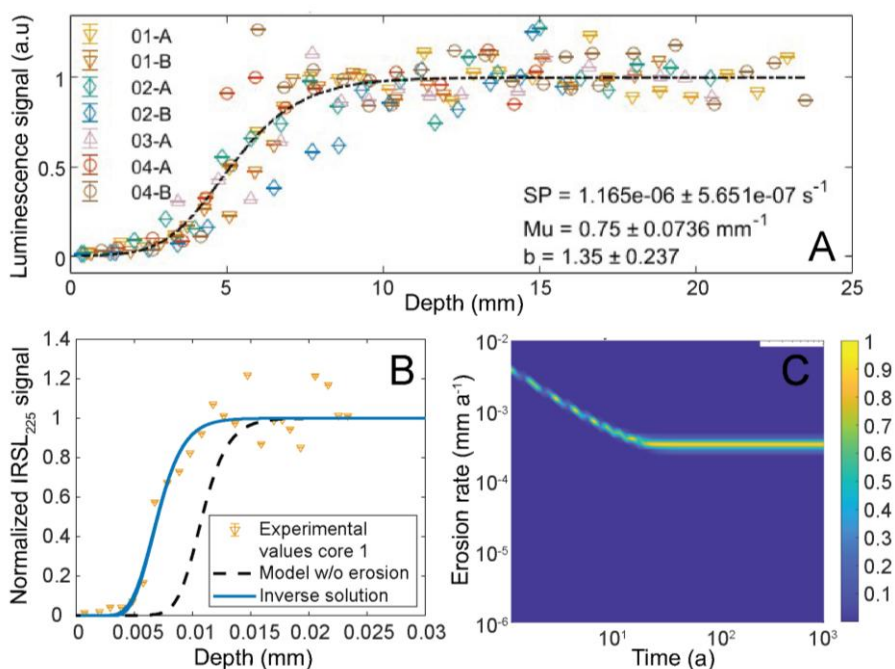 Luminescence signal (a.u)
1
0.5
0
01-A
01-B
02-A
02-B
03-A
04-A
04-B
SP = 1.165e-06 ± 5.651e-07 s⁻¹
Mu = 0.75 ± 0.0736 mm⁻¹
b = 1.35 ± 0.237
A
0 5 10 15 20 25
Depth (mm)
Normalized IRSL₂₂₅ signal
1.4
1.2
1.0
0.8
0.6
0.4
0.2
0
B
Experimental
values core 1
Model w/o erosion
Inverse solution
0 0.005 0.01 0.015 0.02 0.025 0.03
Depth (mm)
Erosion rate (mm a⁻¹)
10⁻²
10⁻³
10⁻⁴
10⁻⁵
10⁻⁶
C
10¹ 10² 10³
Time (a)
1
0.9
0.8
0.7
0.6
0.5
0.4
0.3
0.2
0.1